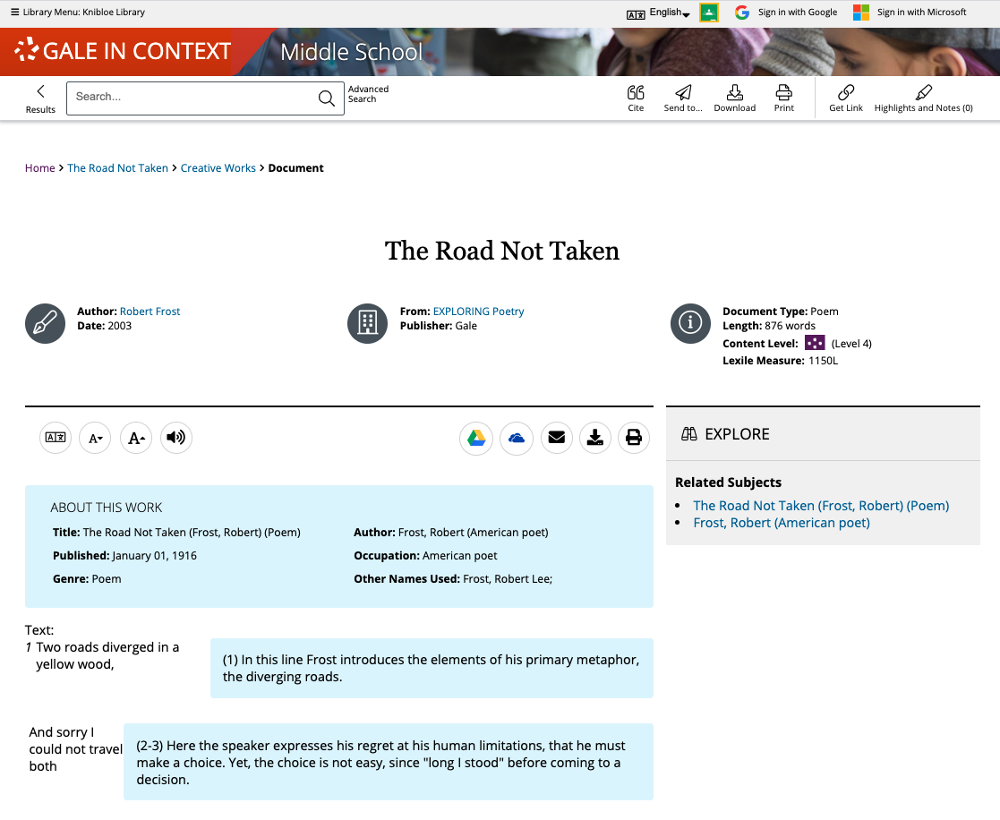 ☰ Library Menu: Knibloe Library
English
Sign in with Google
Sign in with Microsoft
GALE IN CONTEXT
Middle School
Results
Search...
Advanced
Search
Cite
Send to...
Download
Print
Get Link
Highlights and Notes (0)
Home > The Road Not Taken > Creative Works > Document
The Road Not Taken
Author: Robert Frost
Date: 2003
From: EXPLORING Poetry
Publisher: Gale
Document Type: Poem
Length: 876 words
Content Level: (Level 4)
Lexile Measure: 1150L
A
A
EXPLORE
Related Subjects
• The Road Not Taken (Frost, Robert) (Poem)
• Frost, Robert (American poet)
ABOUT THIS WORK
Title: The Road Not Taken (Frost, Robert) (Poem)
Published: January 01, 1916
Genre: Poem
Author: Frost, Robert (American poet)
Occupation: American poet
Other Names Used: Frost, Robert Lee;
Text:
1 Two roads diverged in a
yellow wood,
(1) In this line Frost introduces the elements of his primary metaphor,
the diverging roads.
And sorry I
could not travel
both
(2-3) Here the speaker expresses his regret at his human limitations, that he must
make a choice. Yet, the choice is not easy, since "long I stood" before coming to a
decision.